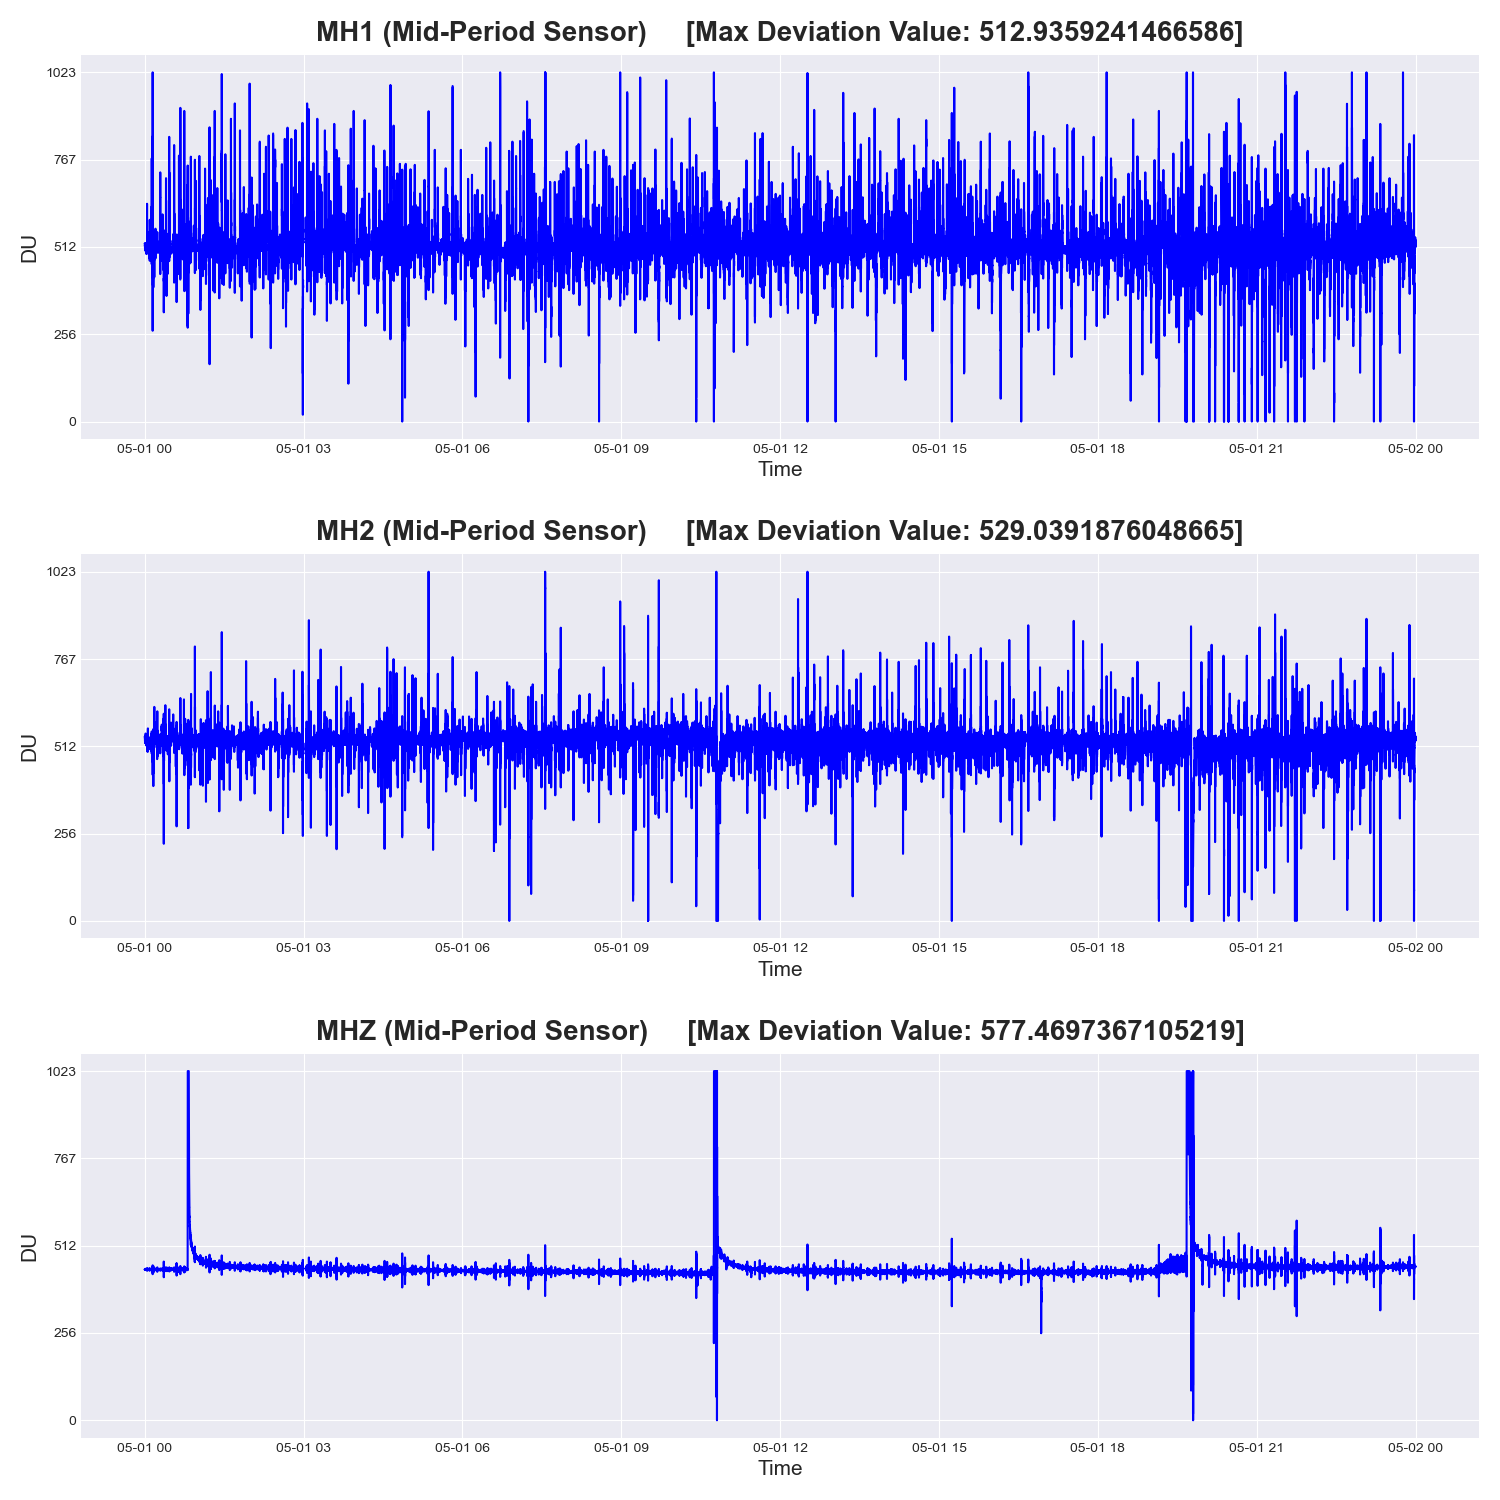 MH1 (Mid-Period Sensor) [Max Deviation Value: 512.9359241466586]
1023
767
512
256
0
DU
05-01 00 05-01 03 05-01 06 05-01 09 05-01 12 05-01 15 05-01 18 05-01 21 05-02 00
Time
MH2 (Mid-Period Sensor) [Max Deviation Value: 529.0391876048665]
1023
767
512
256
0
DU
05-01 00 05-01 03 05-01 06 05-01 09 05-01 12 05-01 15 05-01 18 05-01 21 05-02 00
Time
MHZ (Mid-Period Sensor) [Max Deviation Value: 577.4697367105219]
1023
767
512
256
0
DU
05-01 00 05-01 03 05-01 06 05-01 09 05-01 12 05-01 15 05-01 18 05-01 21 05-02 00
Time